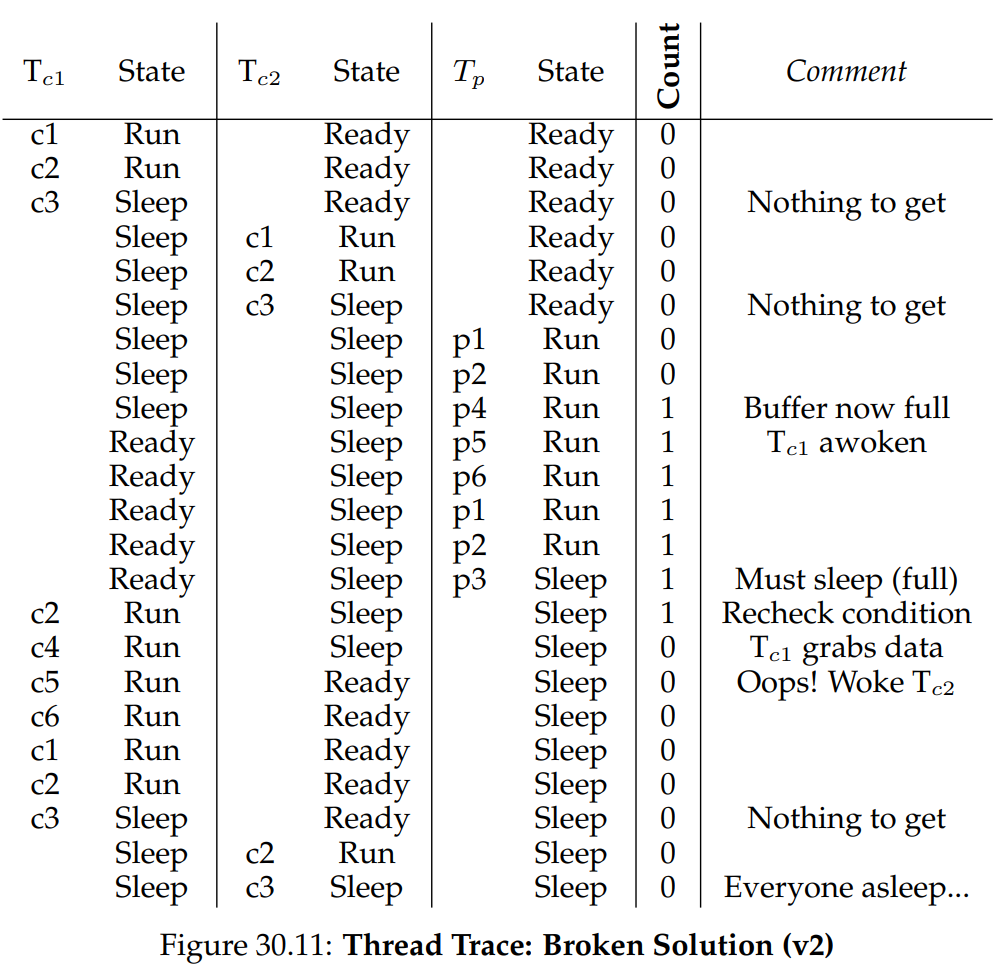 Tc1 State Tc2 State Tp State Count Comment
c1 Run Ready Ready 0
c2 Run Ready Ready 0
c3 Sleep Ready Ready 0 Nothing to get
Sleep c1 Run Ready 0
Sleep c2 Run Ready 0
Sleep c3 Sleep Ready 0 Nothing to get
Sleep Sleep p1 Run 0
Sleep Sleep p2 Run 0
Sleep Sleep p4 Run 1 Buffer now full
Ready Sleep p5 Run 1 Tc1 awoken
Ready Sleep p6 Run 1
Ready Sleep p1 Run 1
Ready Sleep p2 Run 1
Ready Sleep p3 Sleep 1 Must sleep (full)
c2 Run Sleep Sleep 1 Recheck condition
c4 Run Sleep Sleep 0 Tc1 grabs data
c5 Run Ready Sleep 0 Oops! Woke Tc2
c6 Run Ready Sleep 0
c1 Run Ready Sleep 0
c2 Run Ready Sleep 0
c3 Sleep Ready Sleep 0 Nothing to get
Sleep c2 Run Sleep 0
Sleep c3 Sleep Sleep 0 Everyone asleep...
Figure 30.11: Thread Trace: Broken Solution (v2)